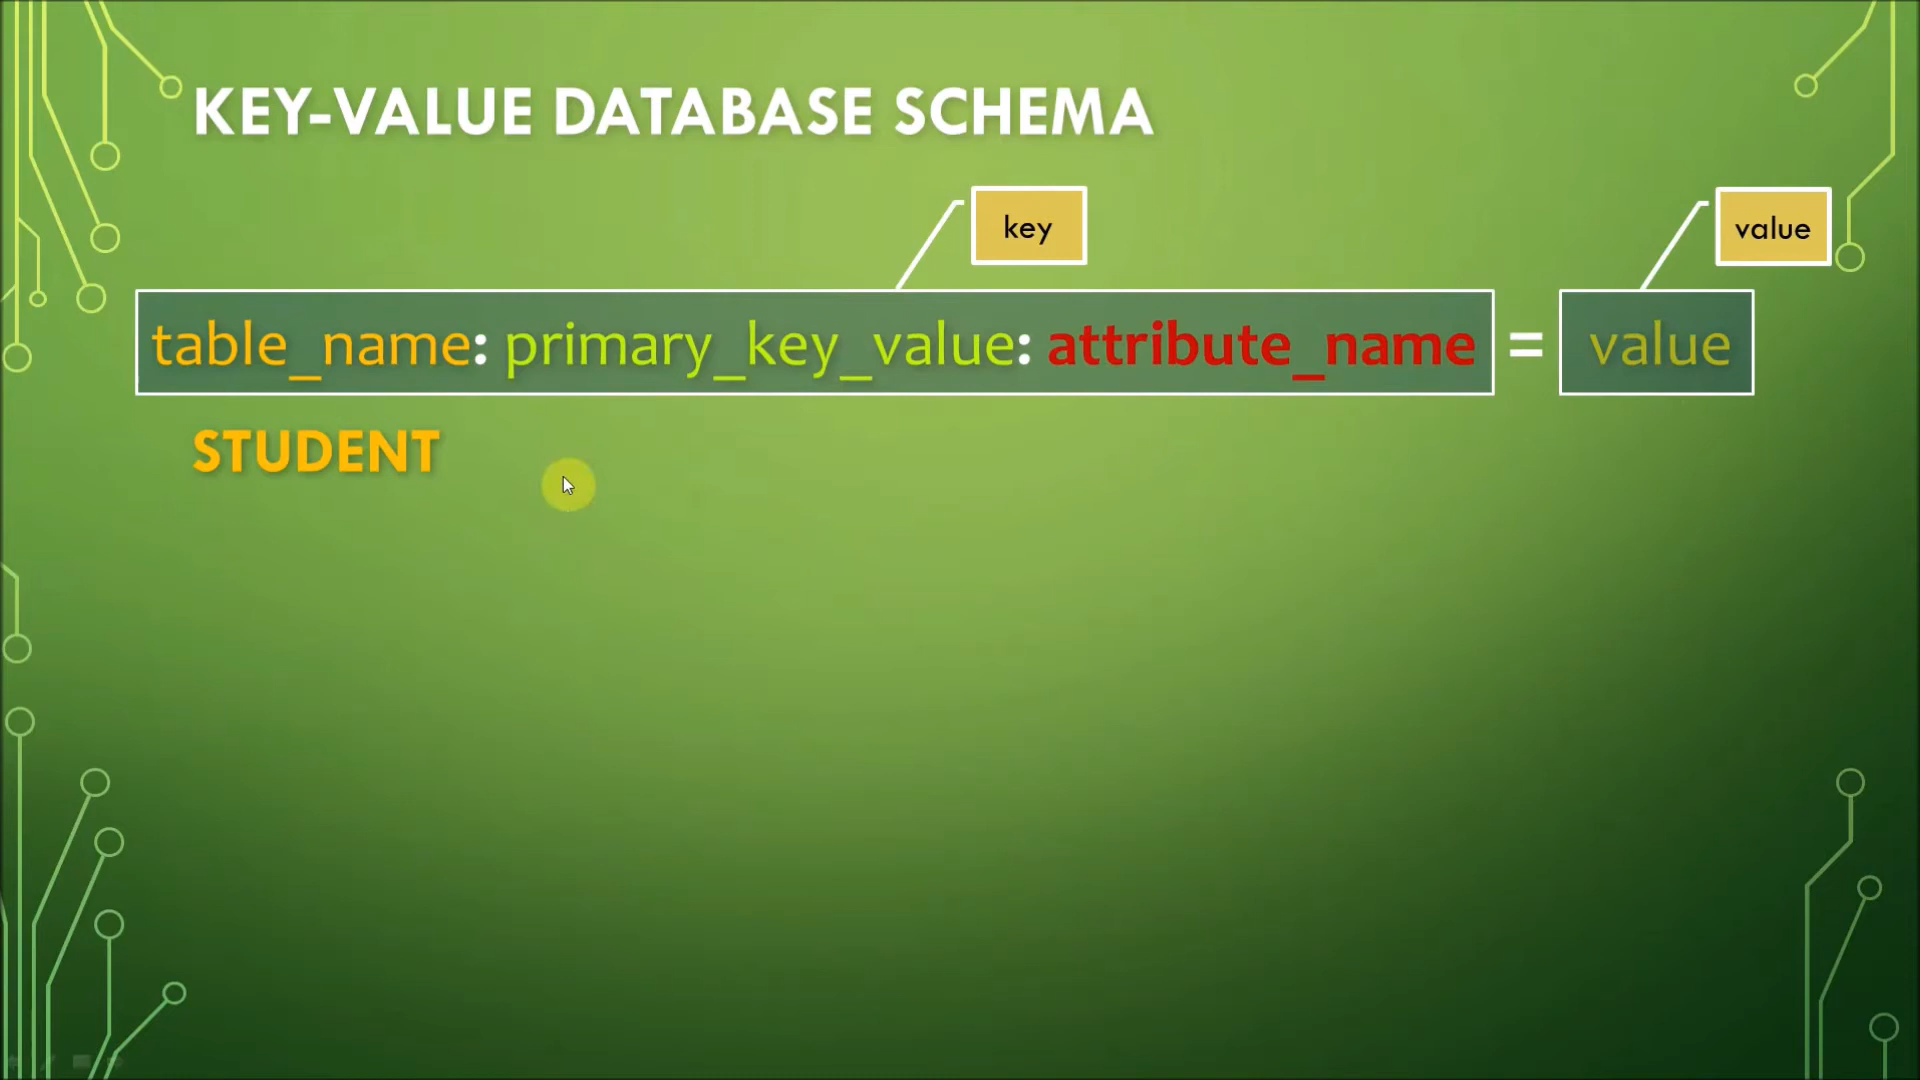 KEY-VALUE DATABASE SCHEMA
key
value
table_name: primary_key_value: attribute_name = value
STUDENT